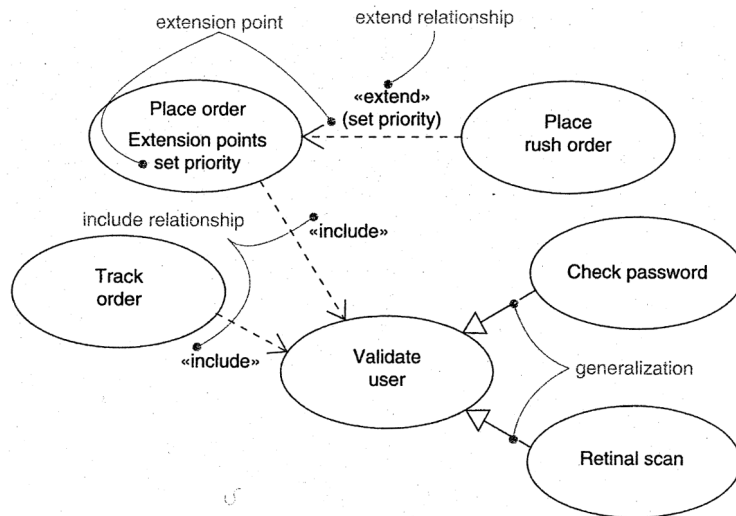 extension point
extend relationship
«extend»
(set priority)
Place order
Extension points
set priority
Place
rush order
include relationship
«include»
Track
order
«include»
Check password
Validate
user
generalization
Retinal scan